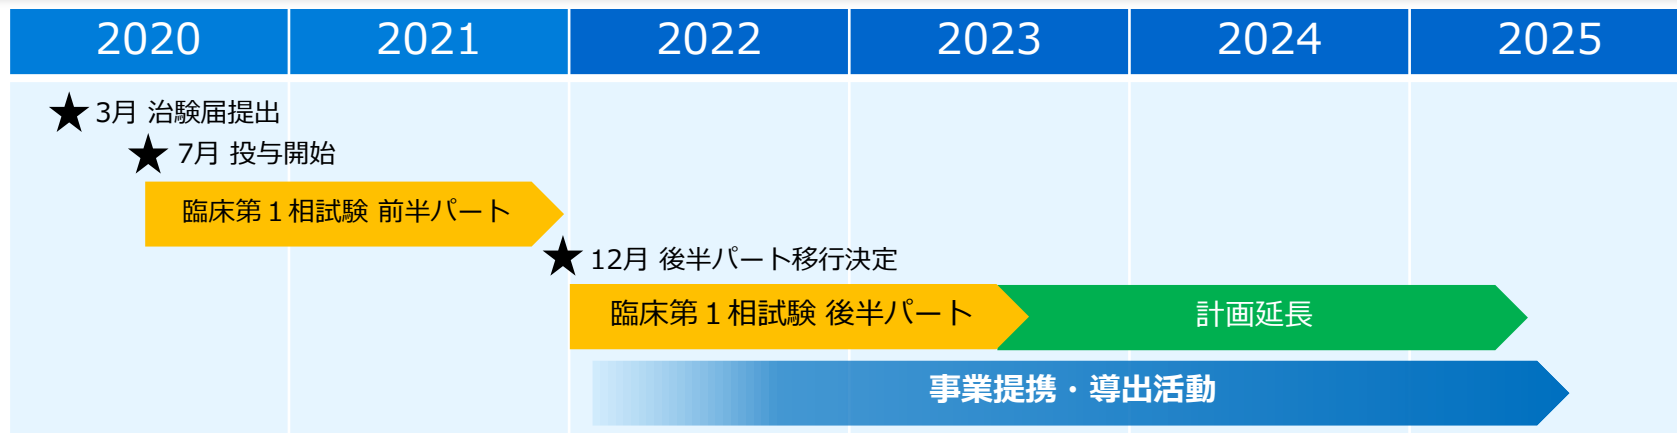 2020 2021 2022 2023 2024 2025
3月 治験届提出
7月 投与開始
臨床第１相試験 前半パート
12月 後半パート移行決定
臨床第１相試験 後半パート 計画延長
事業提携・導出活動